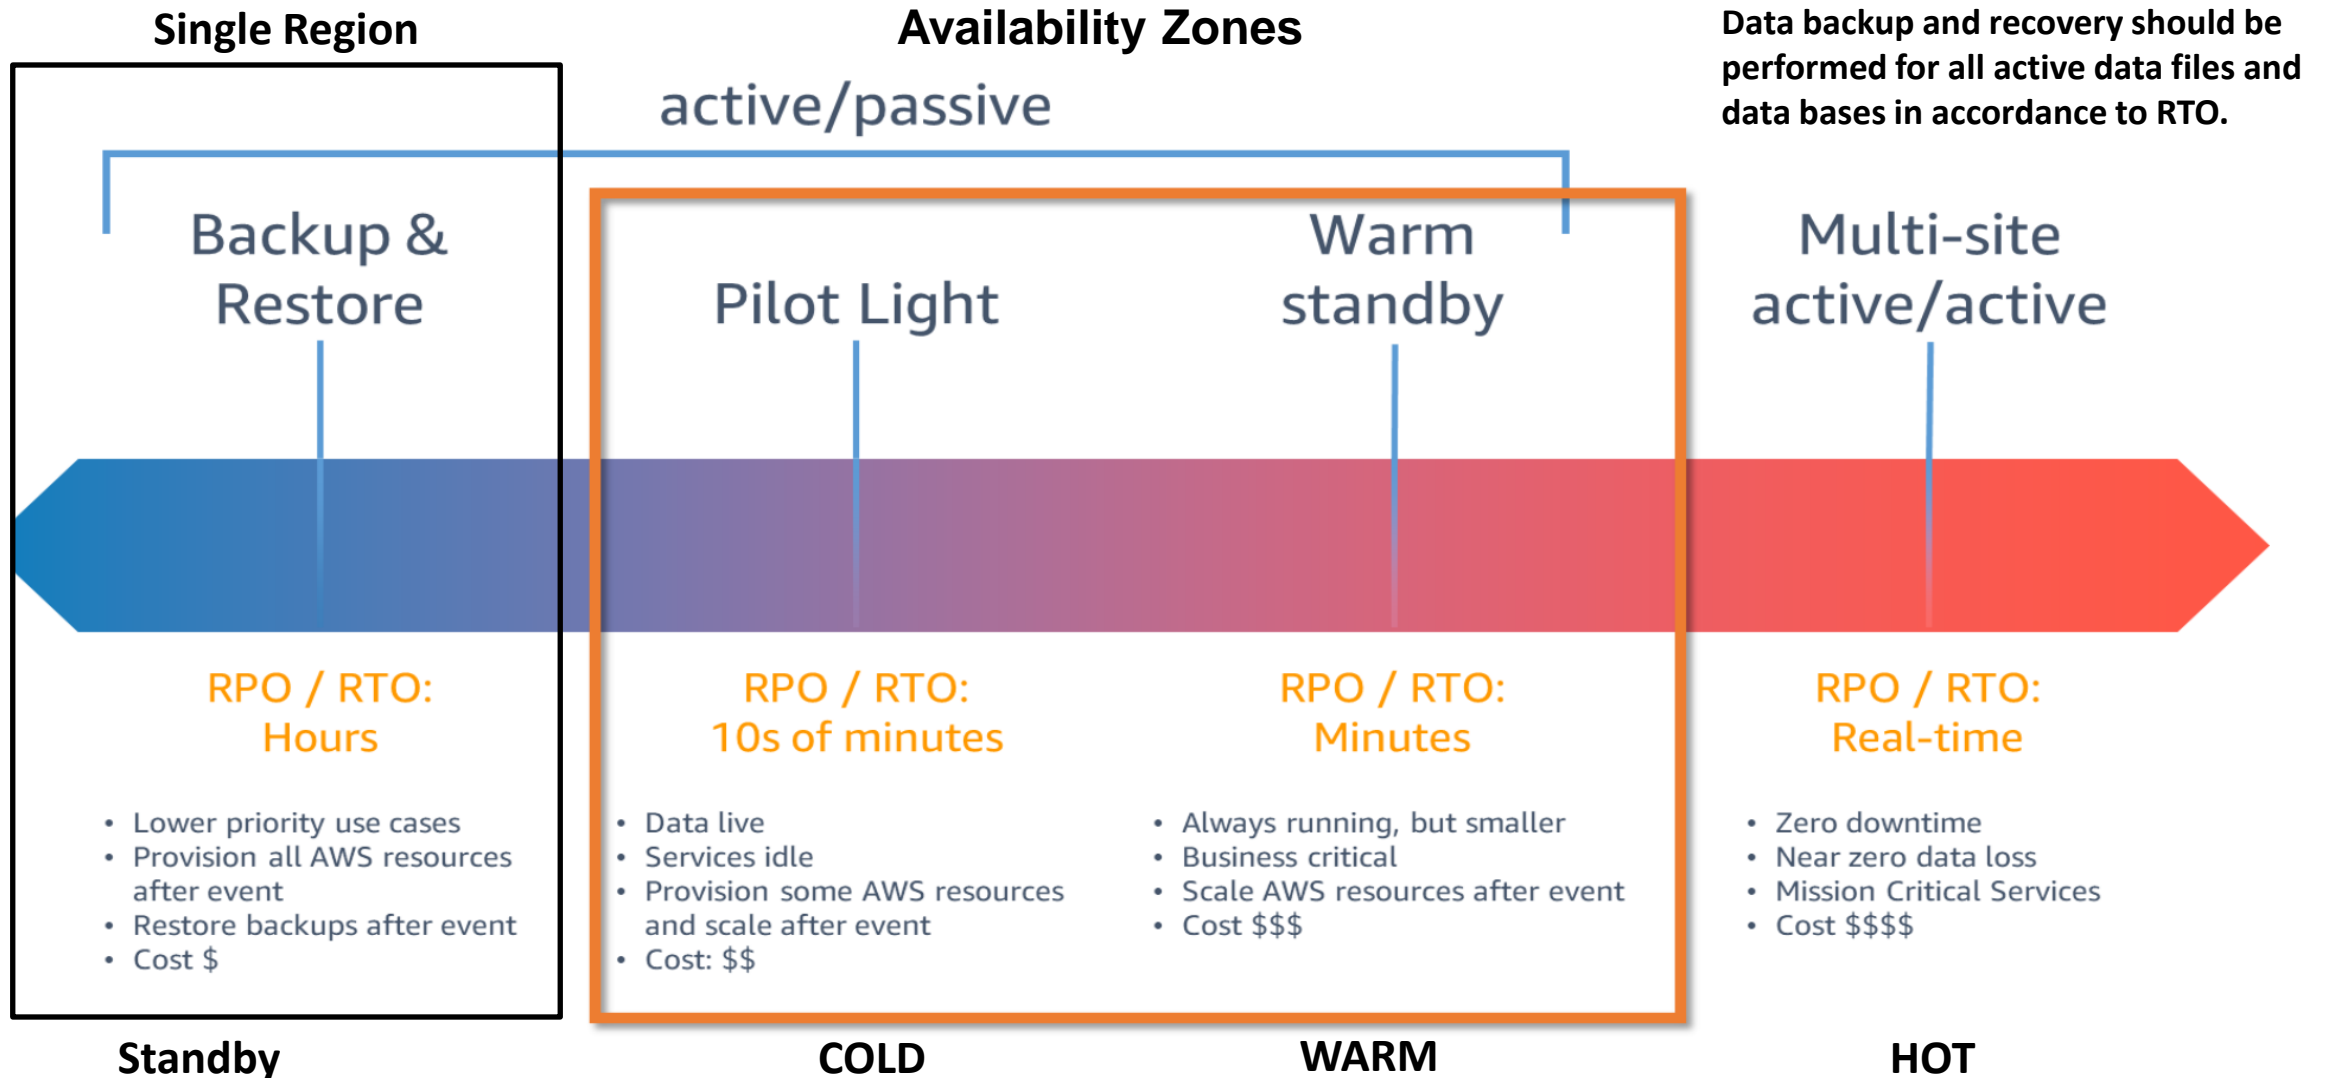 Single Region
Availability Zones
Data backup and recovery should be
performed for all active data files and
data bases in accordance to RTO.
active/passive
Backup &
Restore
Pilot Light
Warm
standby
Multi-site
active/active
RPO / RTO:
Hours
RPO / RTO:
10s of minutes
RPO / RTO:
Minutes
RPO / RTO:
Real-time
• Lower priority use cases
• Provision all AWS resources
after event
• Restore backups after event
• Cost $
• Data live
• Services idle
• Provision some AWS resources
and scale after event
• Cost: $$
• Always running, but smaller
• Business critical
• Scale AWS resources after event
• Cost $$$
• Zero downtime
• Near zero data loss
• Mission Critical Services
• Cost $$$$
Standby
COLD
WARM
HOT